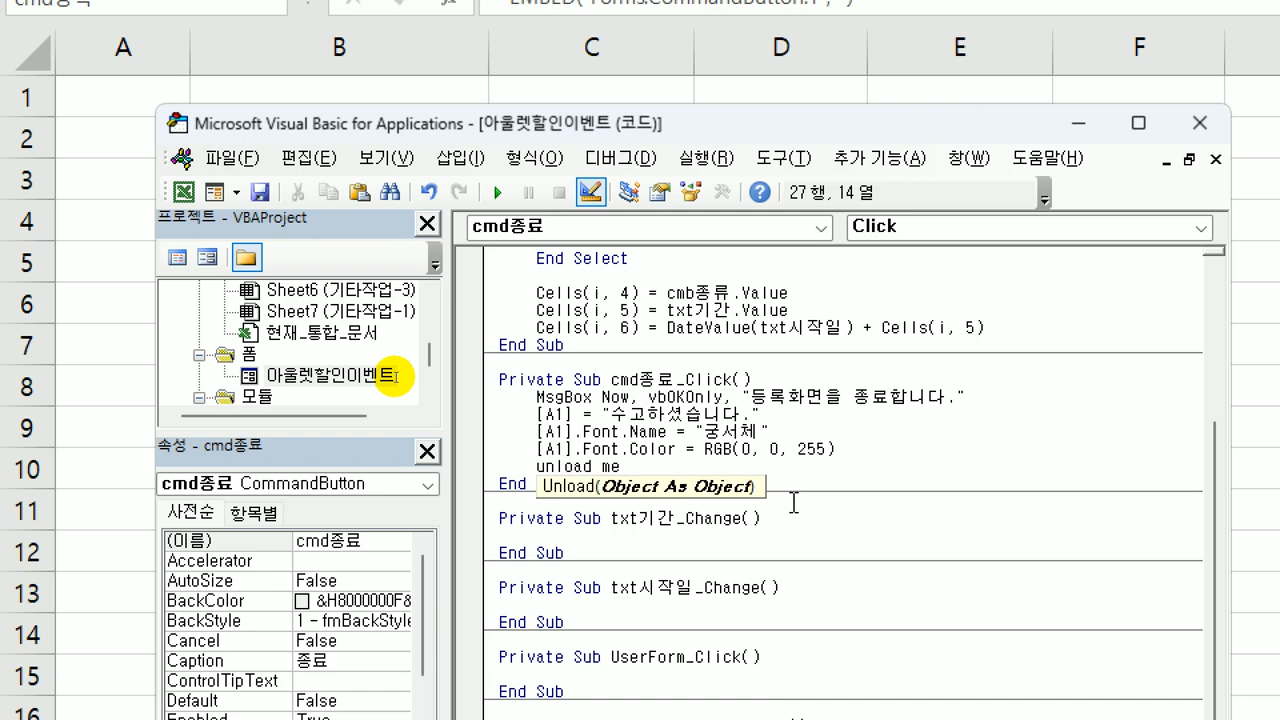 A B C D E F
1
2
3
4
5
6
7
8
9
10
11
12
13
14
15
16
Microsoft Visual Basic for Applications - [아울렛할인이벤트 (코드)]
파일(F) 편집(E) 보기(V) 삽입(I) 형식(O) 디버그(D) 실행(R) 도구(T) 추가 기능(A) 창(W) 도움말(H)
27 행, 14 열
프로젝트 - VBAProject
Sheet6 (기타작업-3)
Sheet7 (기타작업-1)
현재_통합_문서
폼
아울렛할인이벤트
모듈
속성 - cmd종료
cmd종료 CommandButton
사전순 항목별
(이름) cmd종료
Accelerator
AutoSize False
BackColor &H8000000F&
BackStyle 1 - fmBackStyle
Cancel False
Caption 종료
ControlTipText
Default False
Enabled True
cmd종료 Click
End Select
Cells(i, 4) = cmb종류.Value
Cells(i, 5) = txt기간.Value
Cells(i, 6) = DateValue(txt시작일) + Cells(i, 5)
End Sub
Private Sub cmd종료_Click()
MsgBox Now, vbOKOnly, "등록화면을 종료합니다."
[A1] = "수고하셨습니다."
[A1].Font.Name = "궁서체"
[A1].Font.Color = RGB(0, 0, 255)
unload me
End
Unload(Object As Object)
Private Sub txt기간_Change()
End Sub
Private Sub txt시작일_Change()
End Sub
Private Sub UserForm_Click()
End Sub